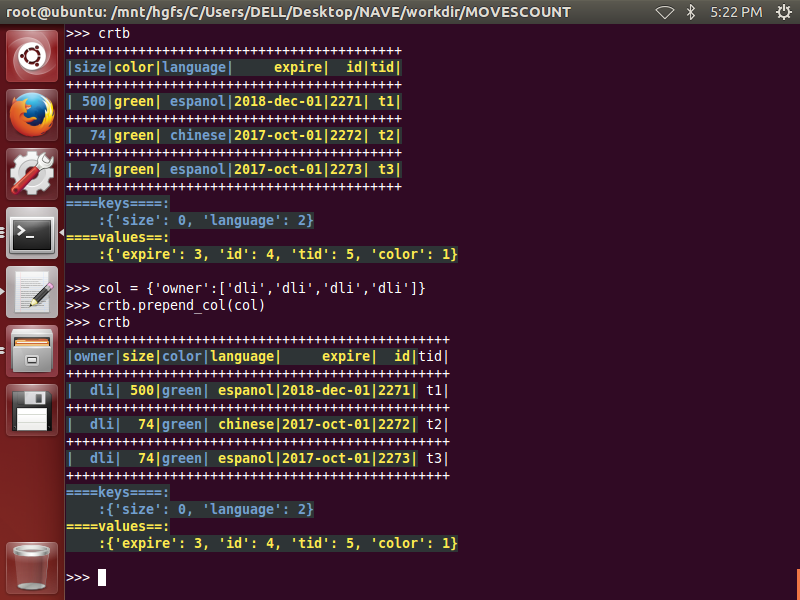 root@ubuntu: /mnt/hgfs/C/Users/DELL/Desktop/NAVE/workdir/MOVESCOUNT 5:22 PM
>>> crtb
++++++++++++++++++++++++++++++++++++++++++
|size|color|language|     expire|  id|tid|
++++++++++++++++++++++++++++++++++++++++++
| 500|green| espanol|2018-dec-01|2271| t1|
++++++++++++++++++++++++++++++++++++++++++
|  74|green| chinese|2017-oct-01|2272| t2|
++++++++++++++++++++++++++++++++++++++++++
|  74|green| espanol|2017-oct-01|2273| t3|
++++++++++++++++++++++++++++++++++++++++++
====keys====:
    :{'size': 0, 'language': 2}
====values==:
    :{'expire': 3, 'id': 4, 'tid': 5, 'color': 1}
>>> col = {'owner':['dli','dli','dli','dli']}
>>> crtb.prepend_col(col)
>>> crtb
++++++++++++++++++++++++++++++++++++++++++++++++
|owner|size|color|language|     expire|  id|tid|
++++++++++++++++++++++++++++++++++++++++++++++++
|  dli| 500|green| espanol|2018-dec-01|2271| t1|
++++++++++++++++++++++++++++++++++++++++++++++++
|  dli|  74|green| chinese|2017-oct-01|2272| t2|
++++++++++++++++++++++++++++++++++++++++++++++++
|  dli|  74|green| espanol|2017-oct-01|2273| t3|
++++++++++++++++++++++++++++++++++++++++++++++++
====keys====:
    :{'size': 0, 'language': 2}
====values==:
    :{'expire': 3, 'id': 4, 'tid': 5, 'color': 1}
>>>